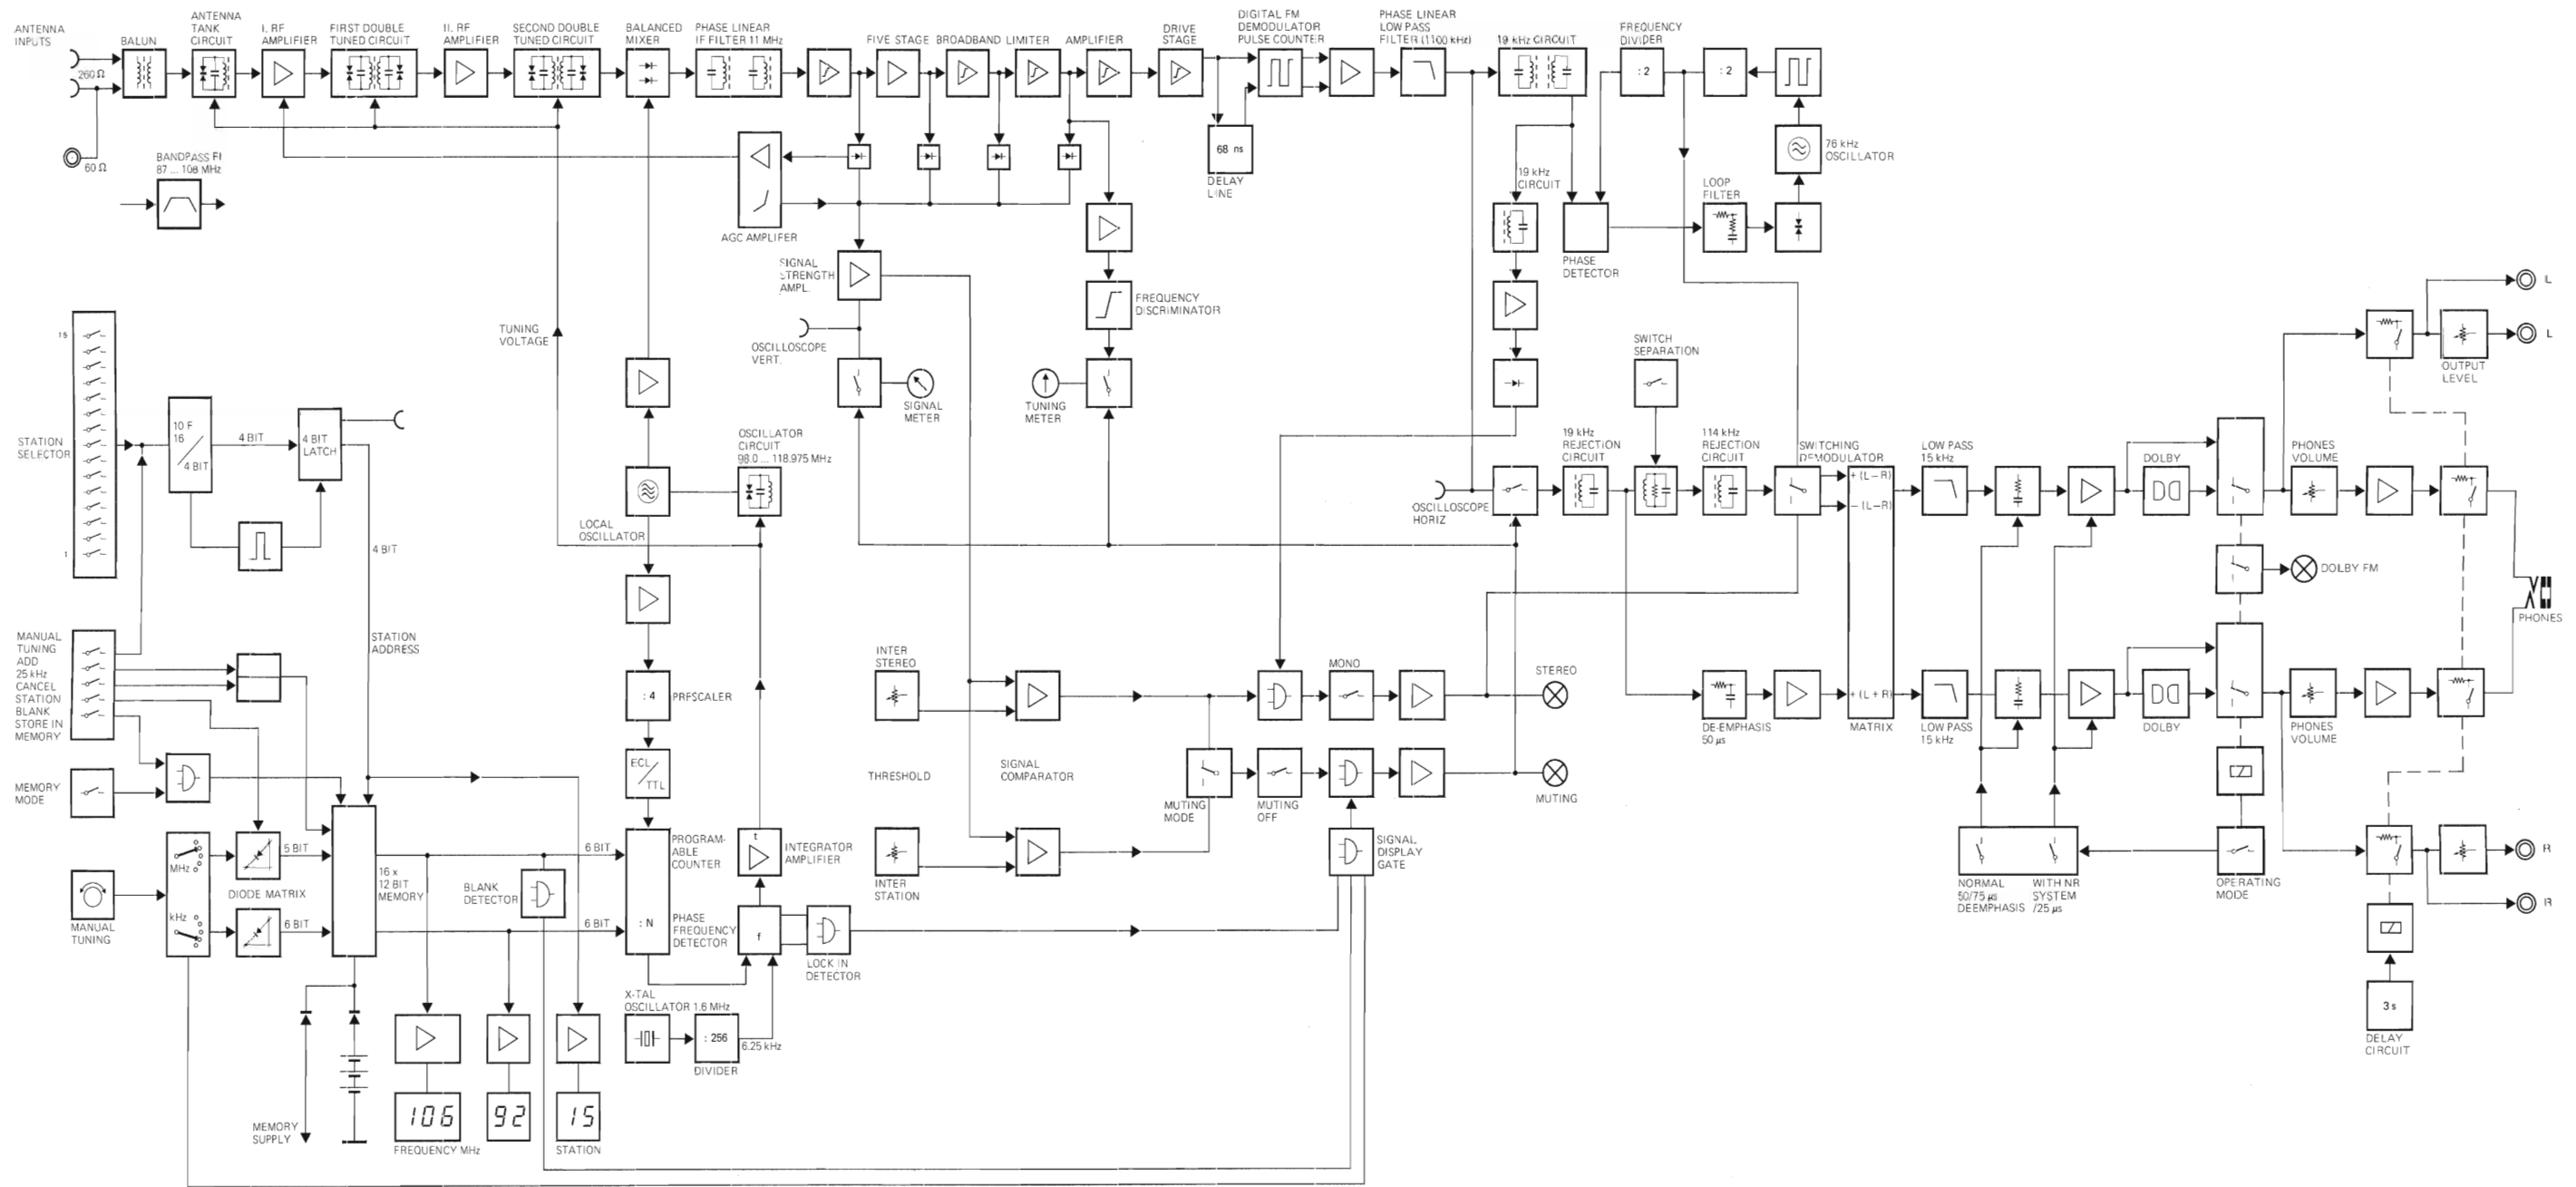 ANTENNA
INPUTS
260 Ω
60 Ω
BALUN
ANTENNA
TANK
CIRCUIT
I. RF
AMPLIFIER
FIRST DOUBLE
TUNED CIRCUIT
II. RF
AMPLIFIER
SECOND DOUBLE
TUNED CIRCUIT
BALANCED
MIXER
PHASE LINEAR
IF FILTER 11 MHz
FIVE STAGE BROADBAND LIMITER AMPLIFIER
DRIVE
STAGE
DIGITAL FM
DEMODULATOR
PULSE COUNTER
PHASE LINEAR
LOW PASS
FILTER (1100 kHz)
19 kHz CIRCUIT
FREQUENCY
DIVIDER
: 2
: 2
76 kHz
OSCILLATOR
68 ns
DELAY
LINE
19 kHz
CIRCUIT
LOOP
FILTER
PHASE
DETECTOR
BANDPASS FI
87 ... 108 MHz
AGC AMPLIFER
SIGNAL
STRENGTH
AMPL.
FREQUENCY
DISCRIMINATOR
OSCILLOSCOPE
VERT.
SIGNAL
METER
TUNING
METER
TUNING
VOLTAGE
SWITCH
SEPARATION
L
L
OUTPUT
LEVEL
15
STATION
SELECTOR
1
10 F
16
4 BIT
4 BIT
4 BIT
LATCH
4 BIT
OSCILLATOR
CIRCUIT
98.0 ... 118.975 MHz
LOCAL
OSCILLATOR
OSCILLOSCOPE
HORIZ
19 kHz
REJECTION
CIRCUIT
114 kHz
REJECTION
CIRCUIT
SWITCHING
DEMODULATOR
+ (L–R)
– (L–R)
LOW PASS
15 kHz
DOLBY
PHONES
VOLUME
DOLBY FM
PHONES
MANUAL
TUNING
ADD
25 kHz
CANCEL
STATION
BLANK
STORE IN
MEMORY
STATION
ADDRESS
: 4
PRESCALER
ECL
TTL
INTER
STEREO
THRESHOLD
SIGNAL
COMPARATOR
MONO
STEREO
MUTING
MODE
MUTING
OFF
MUTING
DE-EMPHASIS
50 µs
+ (L + R)
MATRIX
LOW PASS
15 kHz
DOLBY
PHONES
VOLUME
MEMORY
MODE
MHz
kHz
MANUAL
TUNING
5 BIT
DIODE MATRIX
6 BIT
16 x
12 BIT
MEMORY
BLANK
DETECTOR
6 BIT
6 BIT
PROGRAM-
ABLE
COUNTER
: N
t
INTEGRATOR
AMPLIFIER
PHASE
FREQUENCY
DETECTOR
f
LOCK IN
DETECTOR
INTER
STATION
SIGNAL
DISPLAY
GATE
NORMAL
50/75 µs
DEEMPHASIS
WITH NR
SYSTEM
/25 µs
OPERATING
MODE
R
R
X-TAL
OSCILLATOR 1.6 MHz
: 256
DIVIDER
6.25 kHz
3 s
DELAY
CIRCUIT
MEMORY
SUPPLY
106
92
15
FREQUENCY MHz
STATION